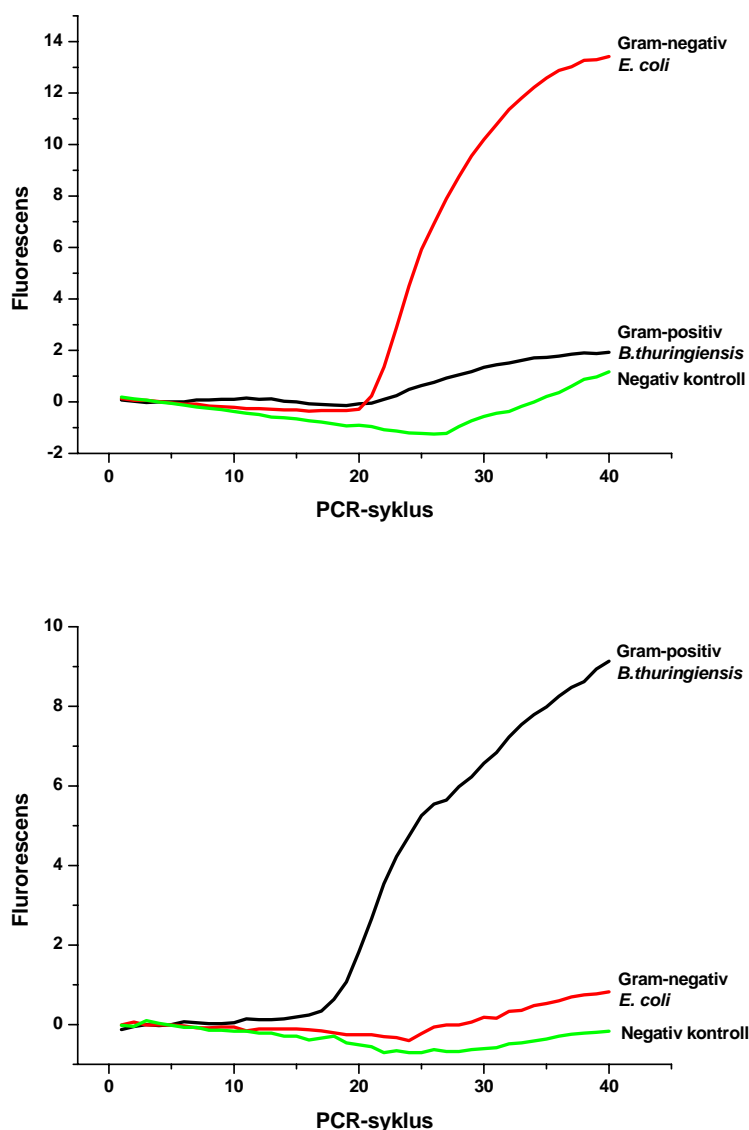 14
12
10
8
6
4
2
0
-2
Fluorescens
0
20
30
40
10
PCR-syklus
Gram-negativ
E. coli
Gram-positiv
B.thuringiensis
Negativ kontroll
10
8
6
4
2
0
Flurorescens
0
10
20
30
40
PCR-syklus
Gram-positiv
B.thuringiensis
Gram-negativ
E. coli
Negativ kontroll